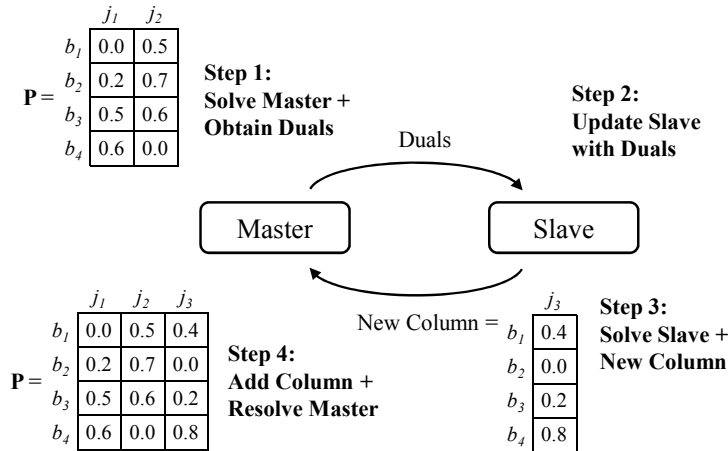 j1 j2
b1 0.0 0.5
b2 0.2 0.7
P = b3 0.5 0.6
b4 0.6 0.0
Step 1:
Solve Master +
Obtain Duals
Step 2:
Update Slave
with Duals
Duals
Master
Slave
New Column =
j3
b1 0.4
b2 0.0
b3 0.2
b4 0.8
Step 3:
Solve Slave +
New Column
j1 j2 j3
b1 0.0 0.5 0.4
b2 0.2 0.7 0.0
P = b3 0.5 0.6 0.2
b4 0.6 0.0 0.8
Step 4:
Add Column +
Resolve Master